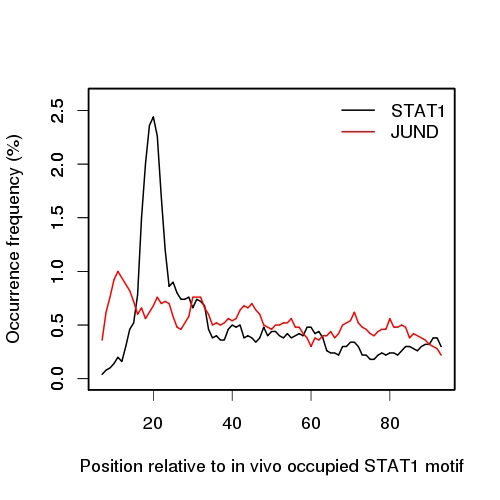 STAT1
JUND
Occurrence frequency (%)
2.5
2.0
1.5
1.0
0.5
0.0
20 40 60 80
Position relative to in vivo occupied STAT1 motif